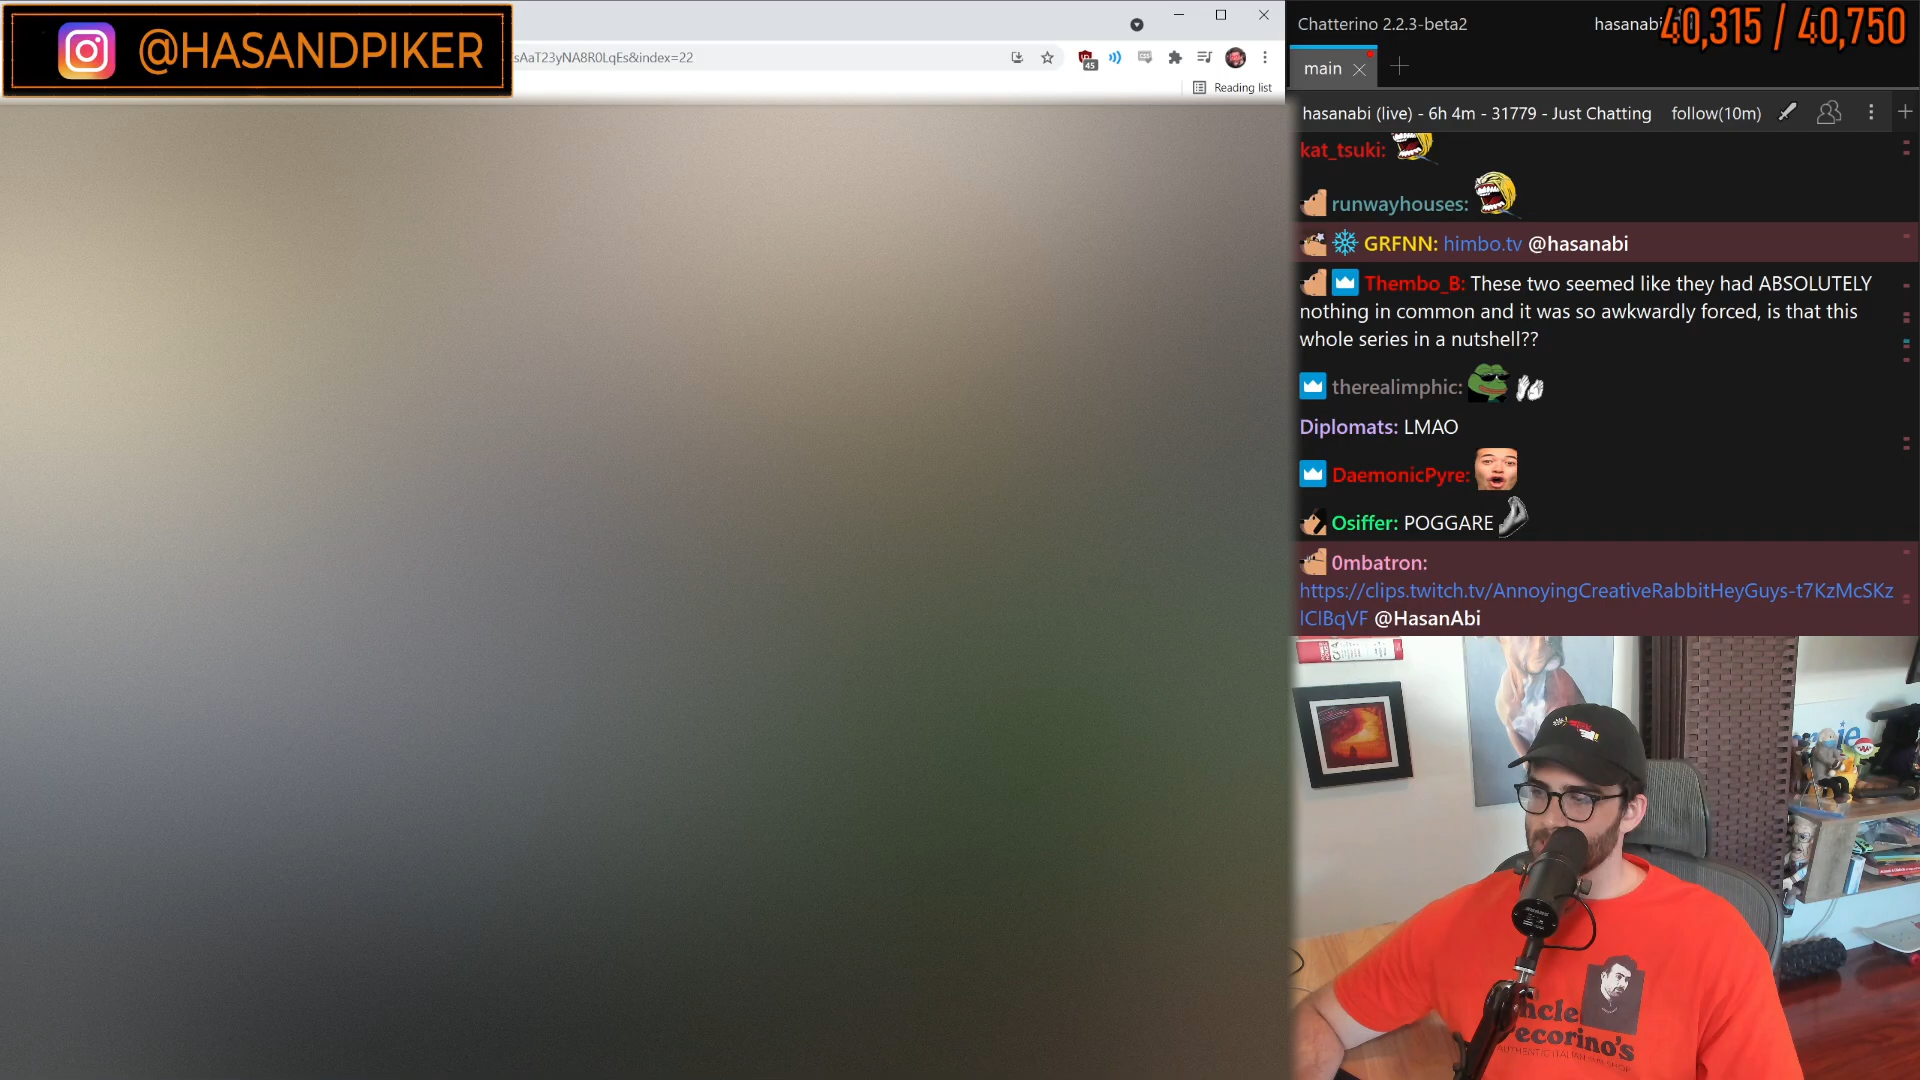 @HASANDPIKER
sAaT23yNA8R0LqEs&index=22
45
Reading list
Chatterino 2.2.3-beta2
40,315 / 40,750
main
hasanabi (live) - 6h 4m - 31779 - Just Chatting
follow(10m)
kat_tsuki:
runwayhouses:
GRFNN: himbo.tv @hasanabi
Thembo_B: These two seemed like they had ABSOLUTELY
nothing in common and it was so awkwardly forced, is that this
whole series in a nutshell??
therealimphic:
Diplomats: LMAO
DaemonicPyre:
Osiffer: POGGARE
0mbatron:
https://clips.twitch.tv/AnnoyingCreativeRabbitHeyGuys-t7KzMcSKz
lClBqVF @HasanAbi
ncle
ecorino's